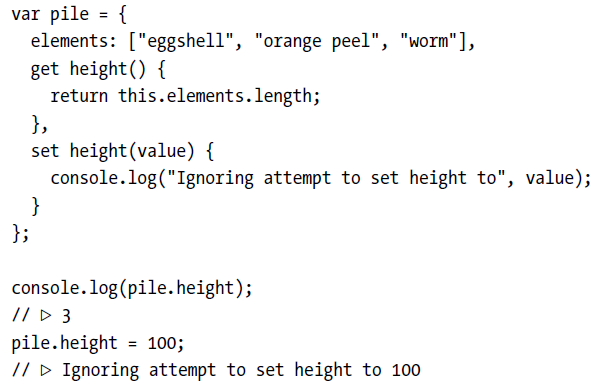 var pile = {
  elements: ["eggshell", "orange peel", "worm"],
  get height() {
    return this.elements.length;
  },
  set height(value) {
    console.log("Ignoring attempt to set height to", value);
  }
};

console.log(pile.height);
// ▷ 3
pile.height = 100;
// ▷ Ignoring attempt to set height to 100